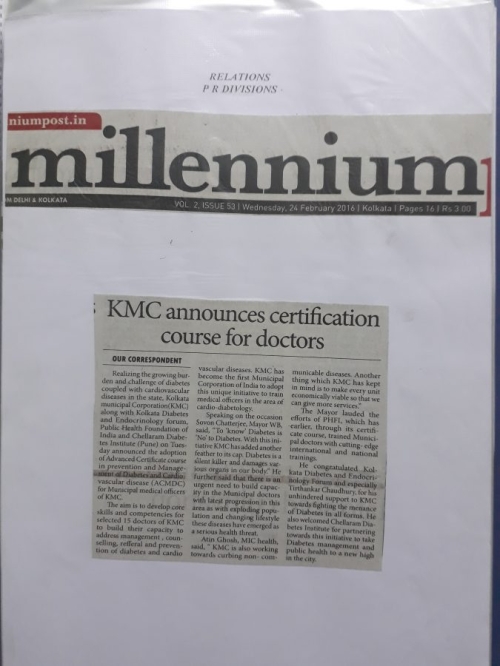 RELATIONS
P R DIVISIONS
niumpost.in
millennium
M DELHI & KOLKATA
VOL. 2, ISSUE 53 | Wednesday, 24 February 2016 | Kolkata | Pages 16 | Rs 3.00
KMC announces certification
course for doctors
OUR CORRESPONDENT
Realizing the growing bur-
den and challenge of diabetes
coupled with cardiovascular
diseases in the state, Kolkata
municipal Corporation(KMC)
along with Kolkata Diabetes
and Endocrinology forum,
Public Health Foundation of
India and Chellaram Diabe-
tes Institute (Pune) on Tues-
day announced the adoption
of Advanced Certificate course
in prevention and Manage-
ment of Diabetes and Cardio-
vascular disease (ACMDC)
for Municipal medical officers
of KMC.
The aim is to develop core
skills and competencies for
selected 15 doctors of KMC
to build their capacity to
address management , coun-
selling, refferal and preven-
tion of diabetes and cardio
vascular diseases. KMC has
become the first Municipal
Corporation of India to adopt
this unique initiative to train
medical officers in the area of
cardio-diabetology.
Speaking on the occasion
Sovon Chatterjee, Mayor WB,
said, "To 'know' Diabetes is
'No' to Diabetes. With this ini-
tiative KMC has added another
feather to its cap. Diabetes is a
silent killer and damages var-
ious organs in our body." He
further said that there is an
urgent need to build capac-
ity in the Municipal doctors
with latest progression in this
area as with exploding popu-
lation and changing lifestyle
these diseases have emerged as
a serious health threat.
Atin Ghosh, MIC health,
said, " KMC is also working
towards curbing non- com-
municable diseases. Another
thing which KMC has kept
in mind is to make every unit
economically viable so that we
can give more services."
The Mayor lauded the
efforts of PHFI, which has
earlier, through its certifi-
cate course, trained Munici-
pal doctors with cutting- edge
international and national
trainings.
He congratulated Kol-
kata Diabetes and Endocri-
nology Forum and especially
Tirthankar Chaudhury, for his
unhindered support to KMC
towards fighting the menace
of Diabetes in all forms. He
also welcomed Chellaram Dia-
betes Institute for partnering
towards this initiative to take
Diabetes management and
public health to a new high
in the city.